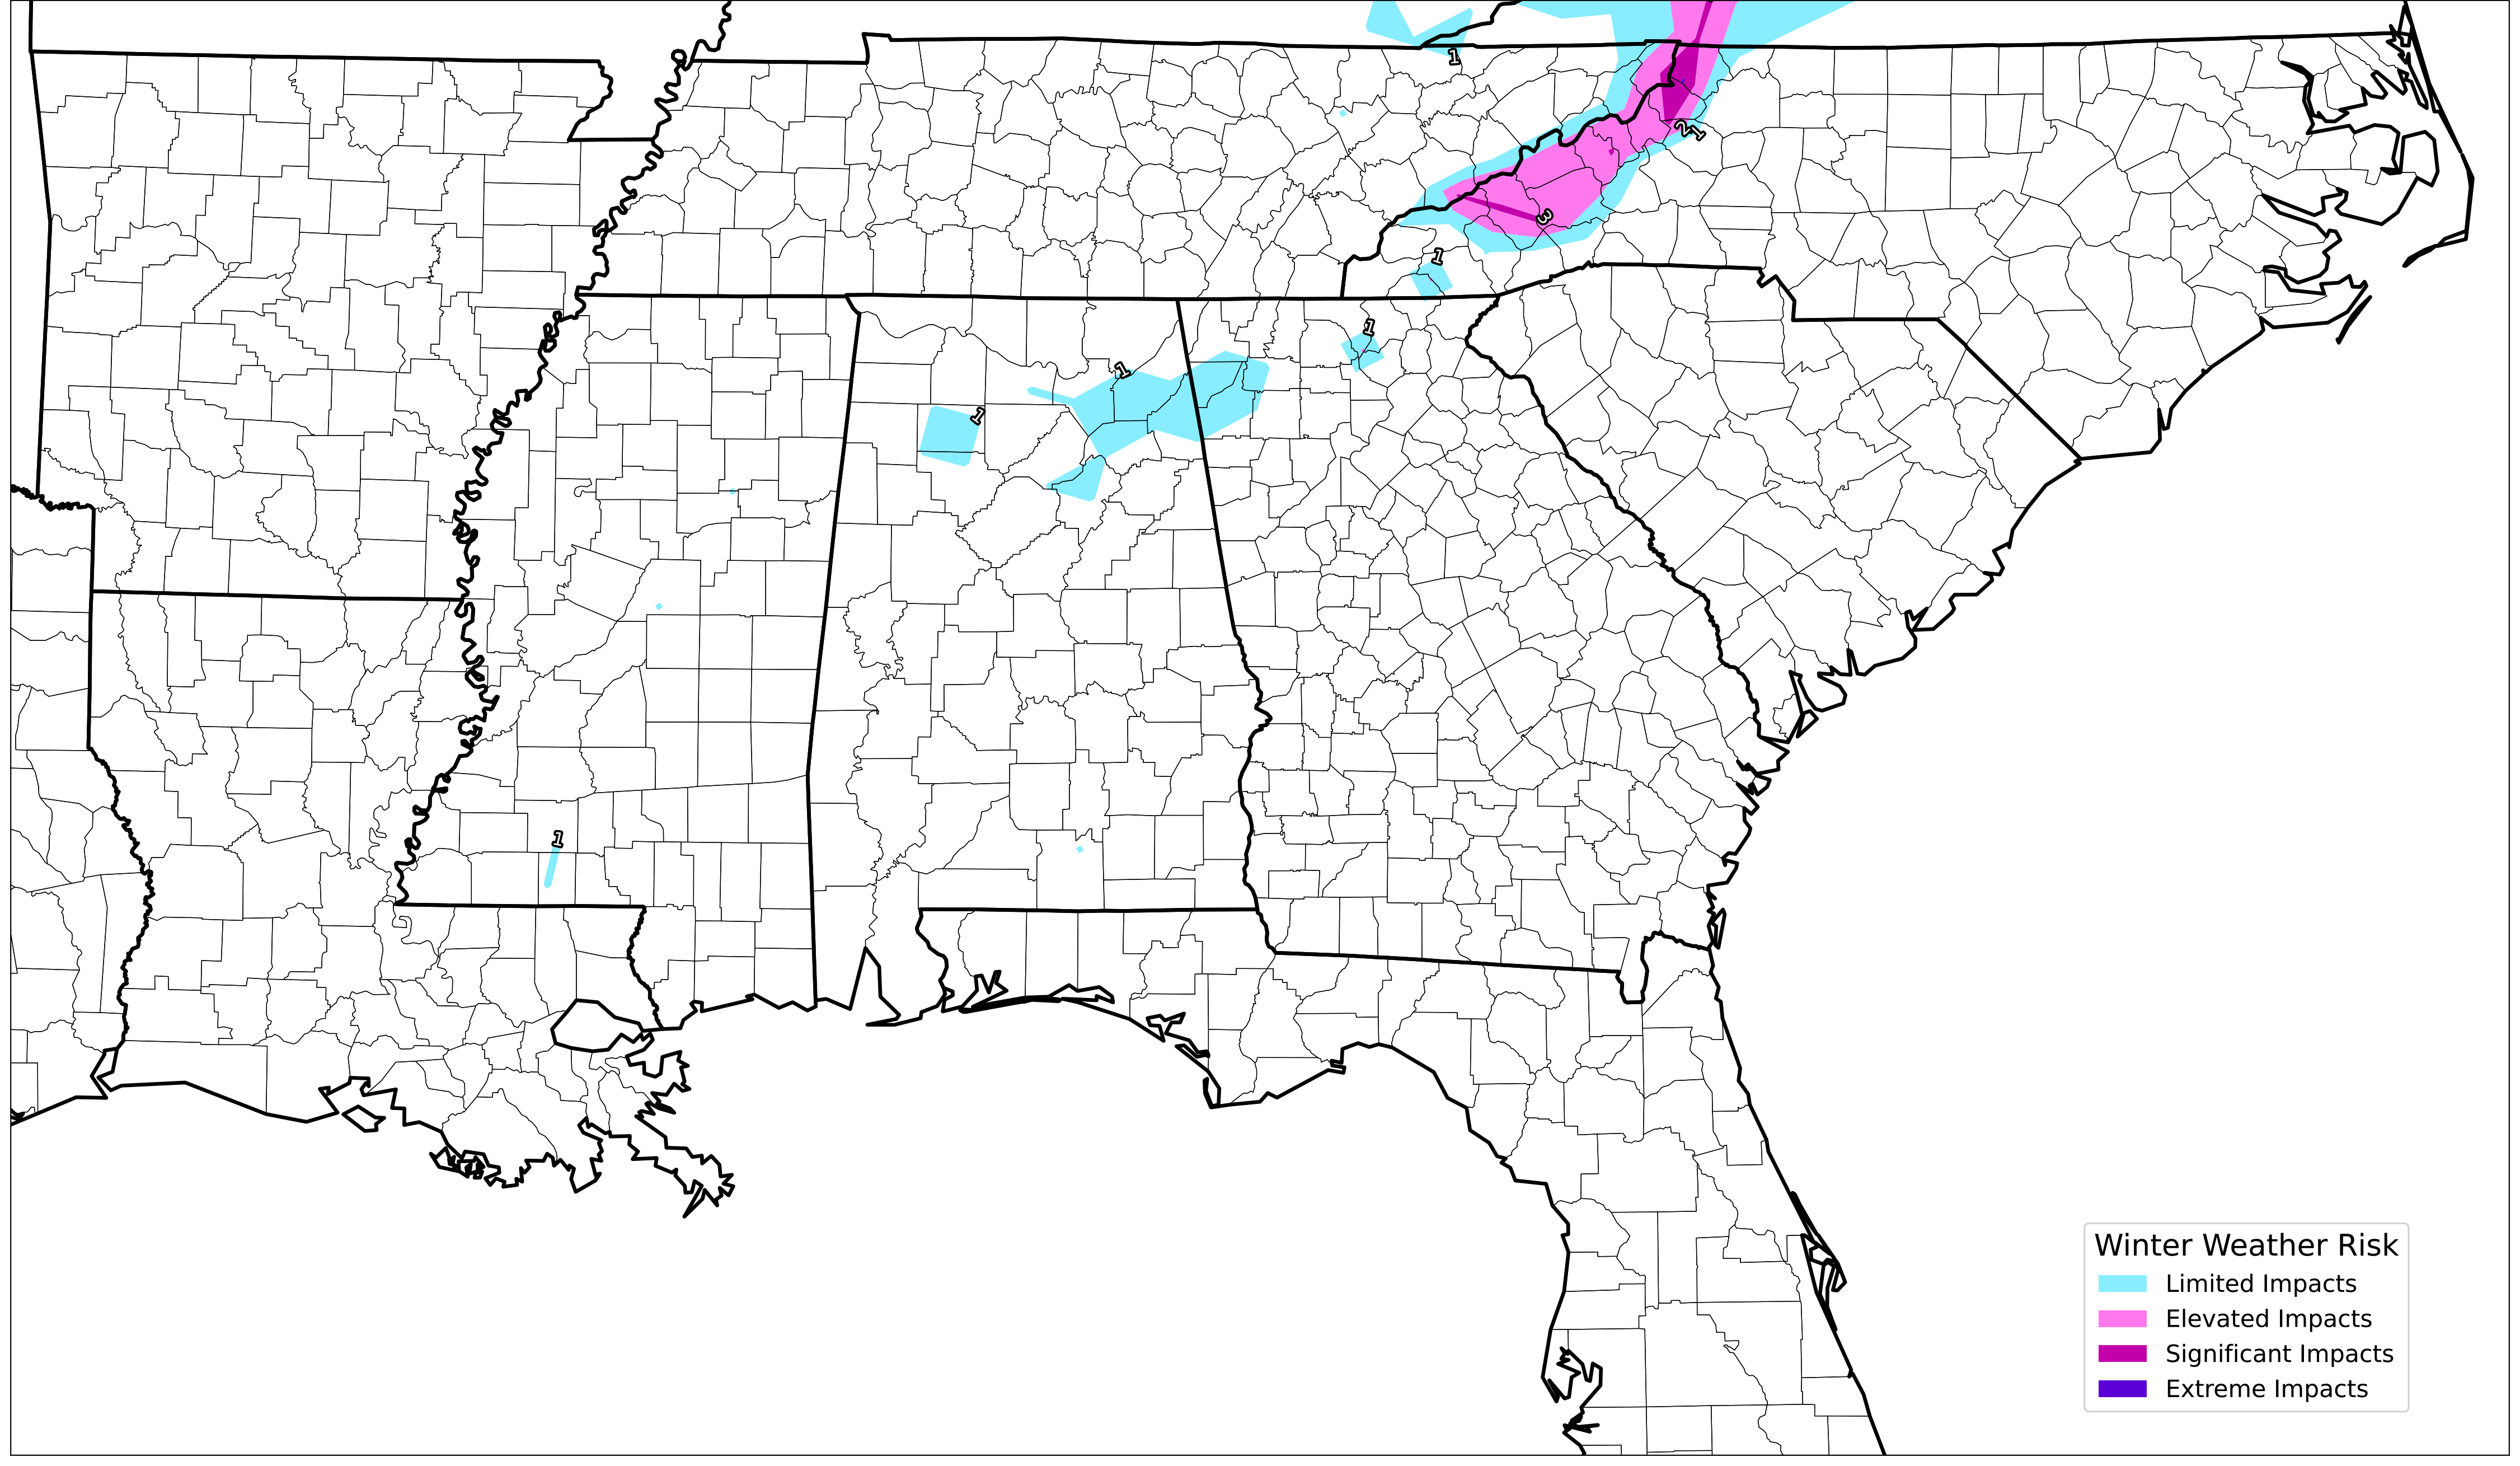 1
2
1
3
1
1
1
1
1
Winter Weather Risk
Limited Impacts
Elevated Impacts
Significant Impacts
Extreme Impacts